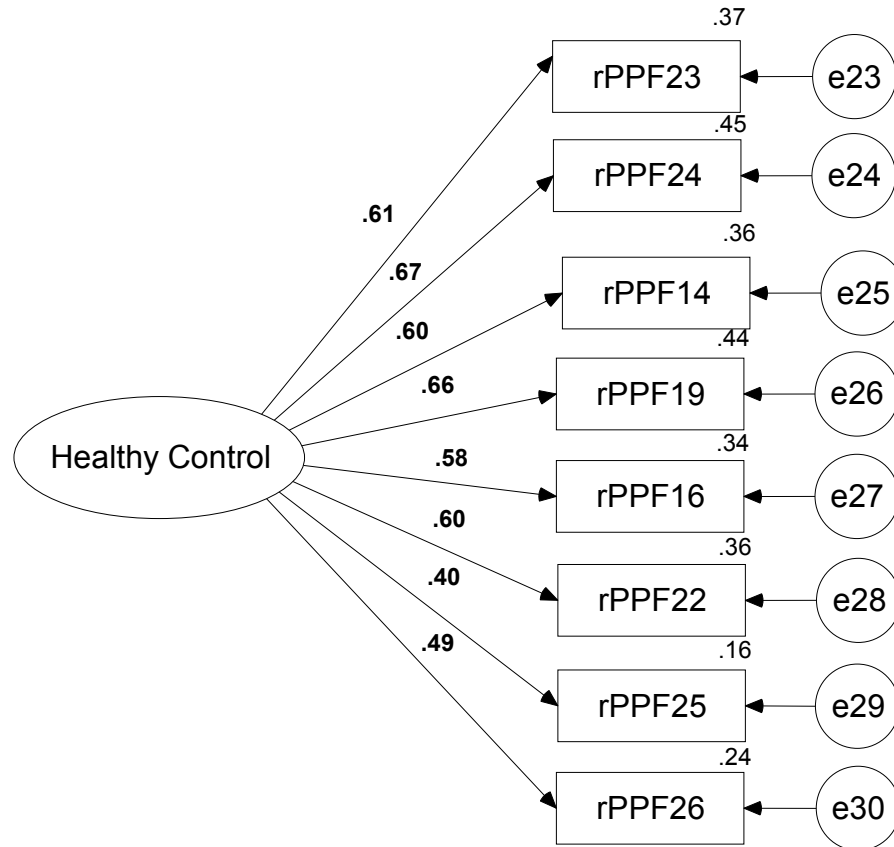 .37
rPPF23
e23
.45
rPPF24
e24
.61
.36
.67
rPPF14
e25
.60
.44
.66
rPPF19
e26
Healthy Control
.34
.58
rPPF16
e27
.60
.36
rPPF22
e28
.40
.49
.16
rPPF25
e29
.24
rPPF26
e30